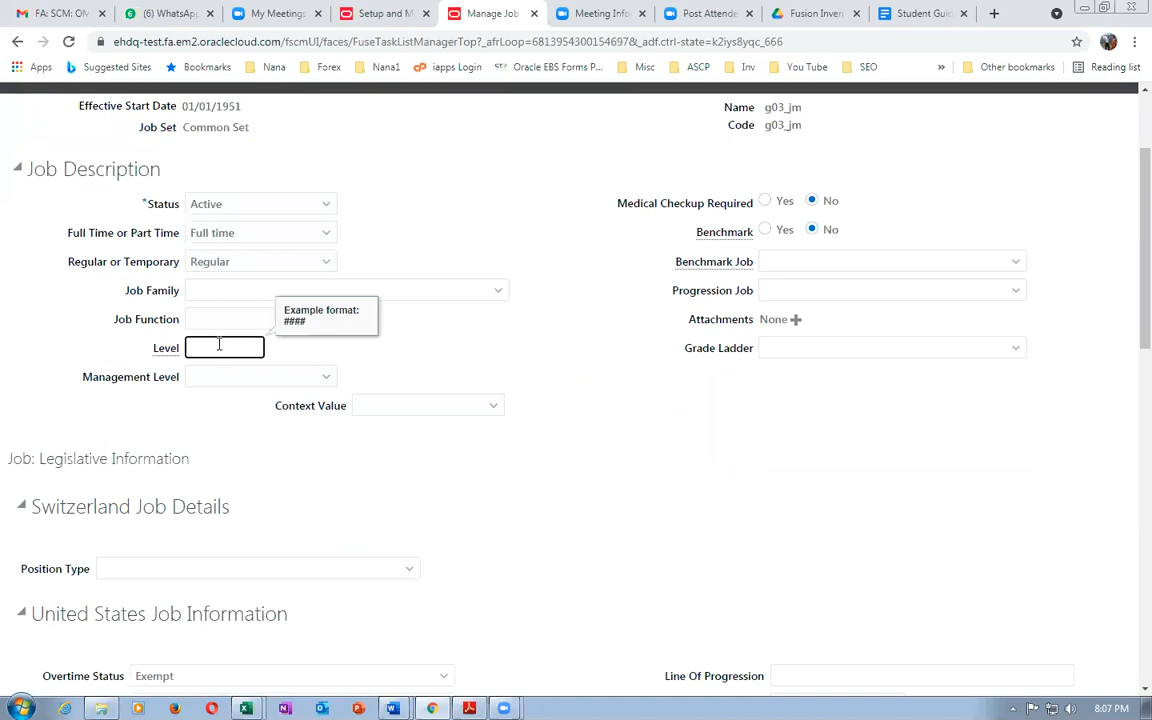 FA: SCM: OM
(6) WhatsApp
My Meetings
Setup and M
Manage Job
Meeting Info
Post Attende
Fusion Inven
Student Guid
ehdq-test.fa.em2.oraclecloud.com/fscmUI/faces/FuseTaskListManagerTop?_afrLoop=6813954300154697&_adf.ctrl-state=k2iys8yqc_666
Apps
Suggested Sites
Bookmarks
Nana
Forex
Nana1
iapps Login
Oracle EBS Forms P...
Misc
ASCP
Inv
You Tube
SEO
»
Other bookmarks
Reading list
Effective Start Date 01/01/1951
Name g03_jm
Job Set Common Set
Code g03_jm
Job Description
*Status Active
Medical Checkup Required Yes No
Full Time or Part Time Full time
Benchmark Yes No
Regular or Temporary Regular
Benchmark Job
Job Family
Progression Job
Example format:
####
Job Function
Attachments None
Level
Grade Ladder
Management Level
Context Value
Job: Legislative Information
Switzerland Job Details
Position Type
United States Job Information
Overtime Status Exempt
Line Of Progression
8:07 PM